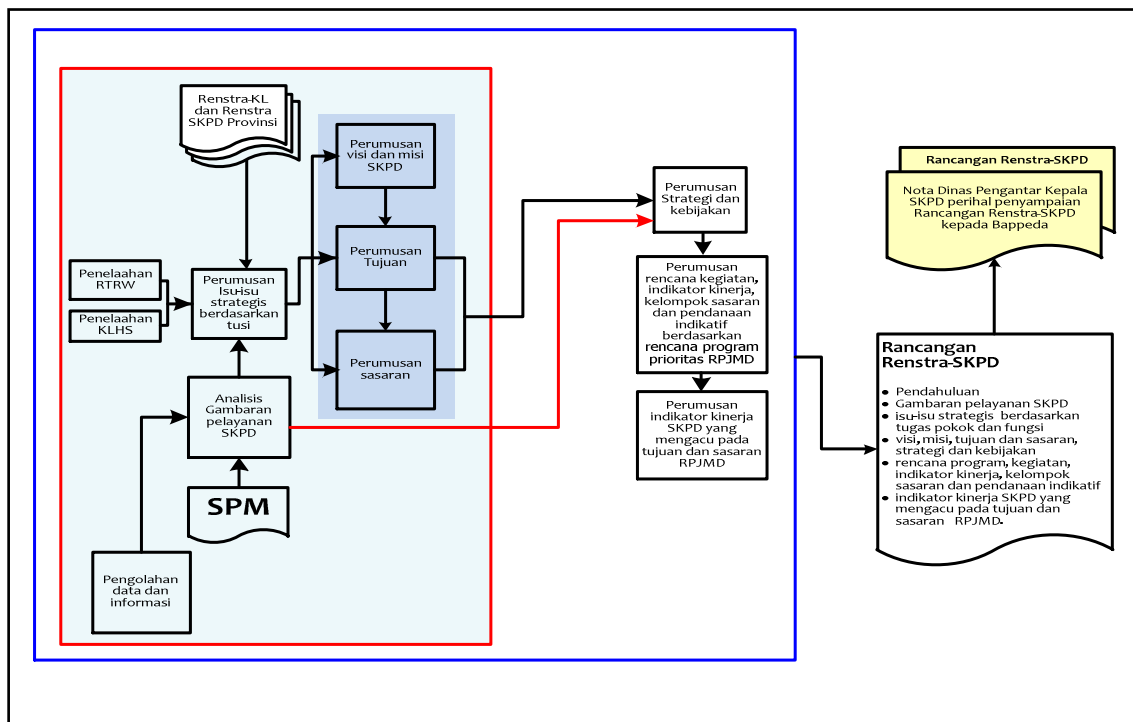 Renstra-KL
dan Renstra
SKPD Provinsi
Perumusan
visi dan misi
SKPD
Perumusan
Strategi dan
kebijakan
Rancangan Renstra-SKPD
Nota Dinas Pengantar Kepala
SKPD perihal penyampaian
Rancangan Renstra-SKPD
kepada Bappeda
Penelaahan
RTRW
Penelaahan
KLHS
Perumusan
Isu-isu
strategis
berdasarkan
tusi
Perumusan
Tujuan
Perumusan
rencana kegiatan,
indikator kinerja,
kelompok sasaran
dan pendanaan
indikatif
berdasarkan
rencana program
prioritas RPJMD
Perumusan
sasaran
Analisis
Gambaran
pelayanan
SKPD
Perumusan
indikator kinerja
SKPD yang
mengacu pada
tujuan dan sasaran
RPJMD
SPM
Pengolahan
data dan
informasi
Rancangan
Renstra-SKPD
• Pendahuluan
• Gambaran pelayanan SKPD
• isu-isu strategis berdasarkan
tugas pokok dan fungsi
• visi, misi, tujuan dan sasaran,
strategi dan kebijakan
• rencana program, kegiatan,
indikator kinerja, kelompok
sasaran dan pendanaan indikatif
• indikator kinerja SKPD yang
mengacu pada tujuan dan
sasaran RPJMD.